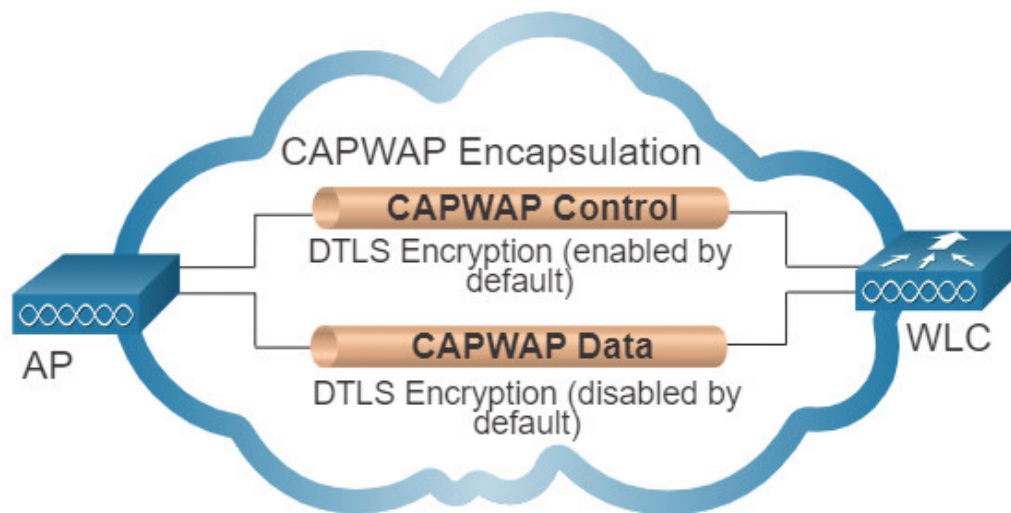 CAPWAP Encapsulation
CAPWAP Control
DTLS Encryption (enabled by
default)
AP
WLC
CAPWAP Data
DTLS Encryption (disabled by
default)